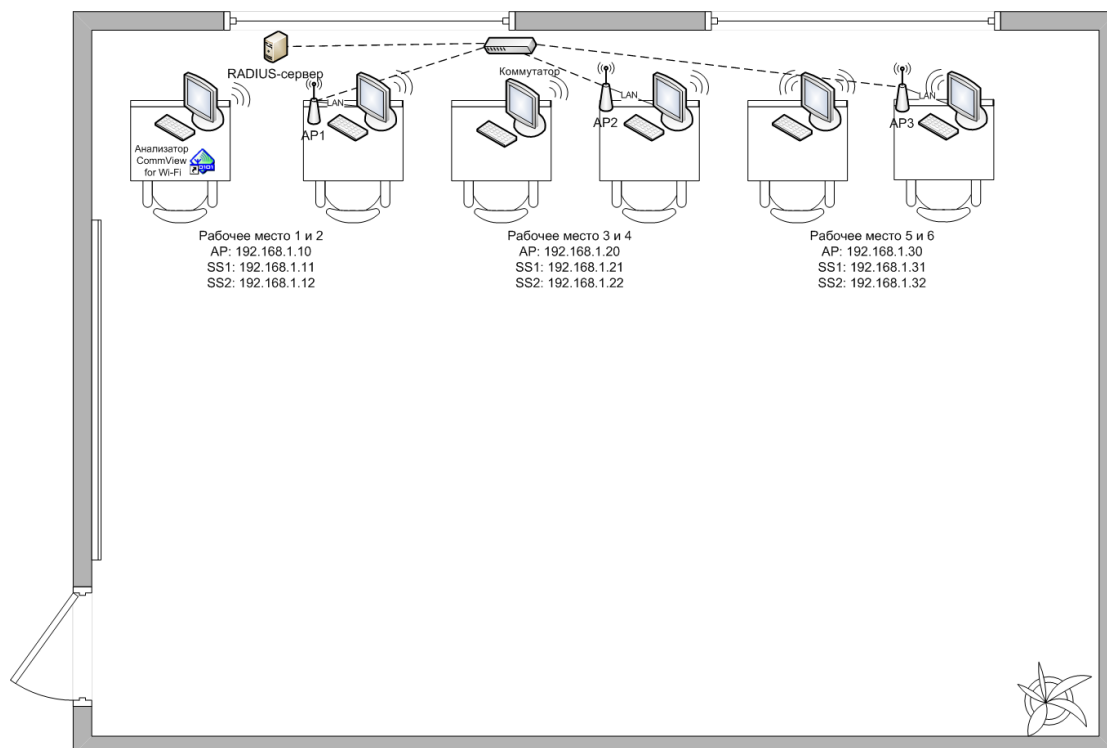 RADIUS-сервер
Коммутатор
LAN
AP1
LAN
AP2
LAN
AP3
Анализатор
CommView
for Wi-Fi
Рабочее место 1 и 2
AP: 192.168.1.10
SS1: 192.168.1.11
SS2: 192.168.1.12
Рабочее место 3 и 4
AP: 192.168.1.20
SS1: 192.168.1.21
SS2: 192.168.1.22
Рабочее место 5 и 6
AP: 192.168.1.30
SS1: 192.168.1.31
SS2: 192.168.1.32